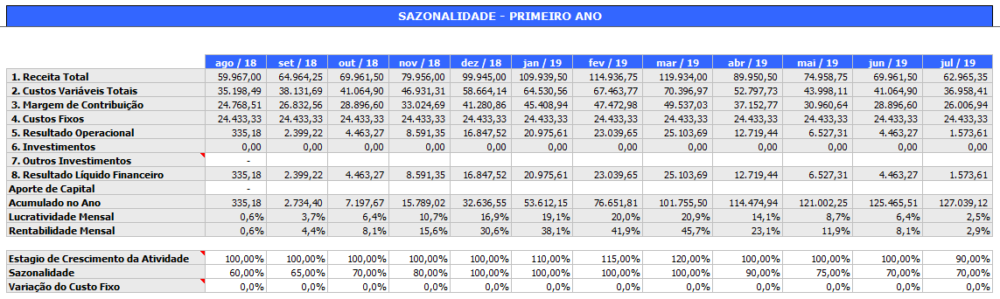 SAZONALIDADE - PRIMEIRO ANO
ago / 18 set / 18 out / 18 nov / 18 dez / 18 jan / 19 fev / 19 mar / 19 abr / 19 mai / 19 jun / 19 jul / 19
1. Receita Total 59.967,00 64.964,25 69.961,50 79.956,00 99.945,00 109.939,50 114.936,75 119.934,00 89.950,50 74.958,75 69.961,50 62.965,35
2. Custos Variáveis Totais 35.198,49 38.131,69 41.064,90 46.931,31 58.664,14 64.530,56 67.463,77 70.396,97 52.797,73 43.998,11 41.064,90 36.958,41
3. Margem de Contribuição 24.768,51 26.832,56 28.896,60 33.024,69 41.280,86 45.408,94 47.472,98 49.537,03 37.152,77 30.960,64 28.896,60 26.006,94
4. Custos Fixos 24.433,33 24.433,33 24.433,33 24.433,33 24.433,33 24.433,33 24.433,33 24.433,33 24.433,33 24.433,33 24.433,33 24.433,33
5. Resultado Operacional 335,18 2.399,22 4.463,27 8.591,35 16.847,52 20.975,61 23.039,65 25.103,69 12.719,44 6.527,31 4.463,27 1.573,61
6. Investimentos 0,00 0,00 0,00 0,00 0,00 0,00 0,00 0,00 0,00 0,00 0,00 0,00
7. Outros Investimentos -
8. Resultado Líquido Financeiro 335,18 2.399,22 4.463,27 8.591,35 16.847,52 20.975,61 23.039,65 25.103,69 12.719,44 6.527,31 4.463,27 1.573,61
Aporte de Capital -
Acumulado no Ano 335,18 2.734,40 7.197,67 15.789,02 32.636,55 53.612,15 76.651,81 101.755,50 114.474,94 121.002,25 125.465,51 127.039,12
Lucratividade Mensal 0,6% 3,7% 6,4% 10,7% 16,9% 19,1% 20,0% 20,9% 14,1% 8,7% 6,4% 2,5%
Rentabilidade Mensal 0,6% 4,4% 8,1% 15,6% 30,6% 38,1% 41,9% 45,7% 23,1% 11,9% 8,1% 2,9%
Estagio de Crescimento da Atividade 100,00% 100,00% 100,00% 100,00% 100,00% 110,00% 115,00% 120,00% 100,00% 100,00% 100,00% 90,00%
Sazonalidade 60,00% 65,00% 70,00% 80,00% 100,00% 100,00% 100,00% 100,00% 90,00% 75,00% 70,00% 70,00%
Variação do Custo Fixo 0,0% 0,0% 0,0% 0,0% 0,0% 0,0% 0,0% 0,0% 0,0% 0,0% 0,0% 0,0%